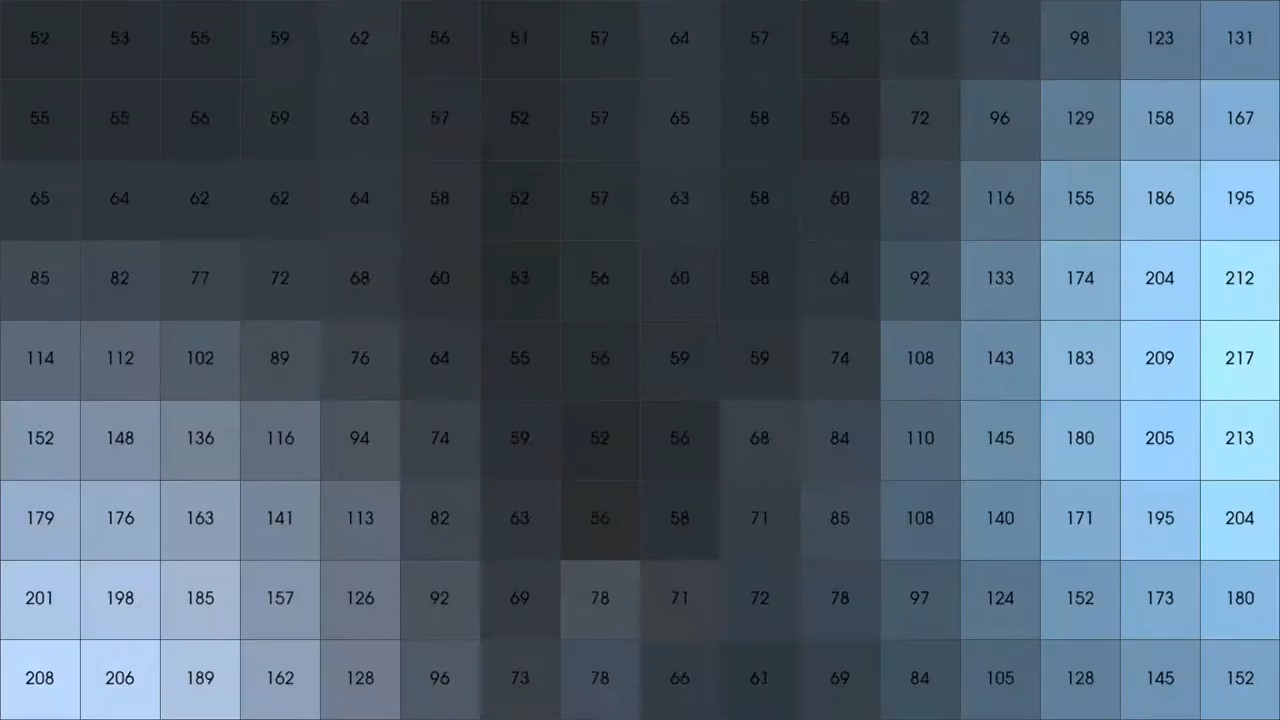 52 53 55 59 62 56 51 57 64 57 54 63 76 98 123 131
55 55 56 59 63 57 52 57 65 58 56 72 96 129 158 167
65 64 62 62 64 58 52 57 63 58 60 82 116 155 186 195
85 82 77 72 68 60 53 56 60 58 64 92 133 174 204 212
114 112 102 89 76 64 55 56 59 59 74 108 143 183 209 217
152 148 136 116 94 74 59 52 56 68 84 110 145 180 205 213
179 176 163 141 113 82 63 56 58 71 85 108 140 171 195 204
201 198 185 157 126 92 69 78 71 72 78 97 124 152 173 180
208 206 189 162 128 96 73 78 66 61 69 84 105 128 145 152